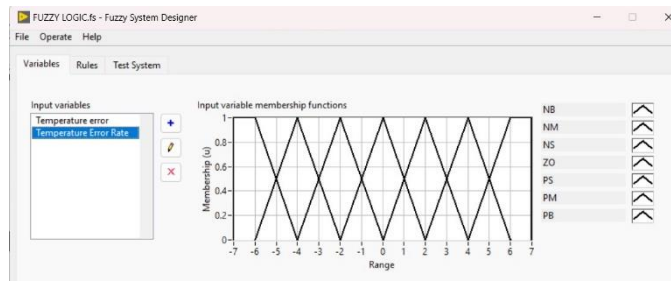 FUZZY LOGIC.fs - Fuzzy System Designer
File Operate Help
Variables Rules Test System
Input variables
Temperature error
Temperature Error Rate
Input variable membership functions
Membership (u)
1
0.8
0.6
0.4
0.2
0
-7 -6 -5 -4 -3 -2 -1 0 1 2 3 4 5 6 7
Range
NB
NM
NS
ZO
PS
PM
PB